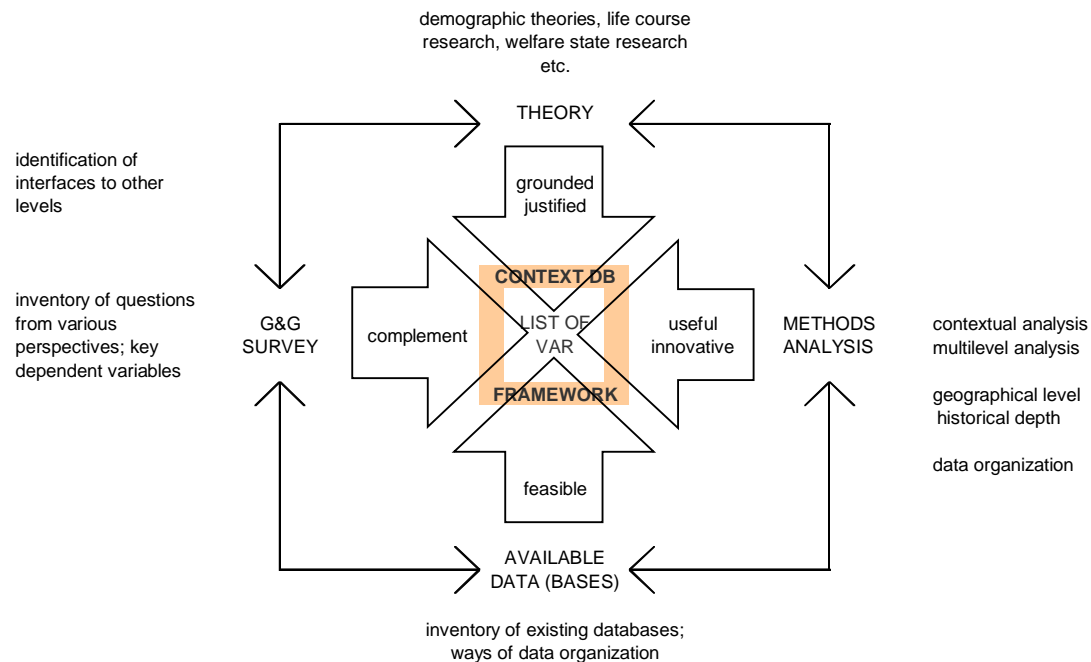 demographic theories, life course
research, welfare state research
etc.
THEORY
identification of
interfaces to other
levels
grounded
justified
CONTEXT DB
inventory of questions
from various
perspectives; key
dependent variables
G&G
SURVEY
complement
LIST OF
VAR
useful
innovative
METHODS
ANALYSIS
contextual analysis
multilevel analysis
geographical level
historical depth
data organization
FRAMEWORK
feasible
AVAILABLE
DATA (BASES)
inventory of existing databases;
ways of data organization